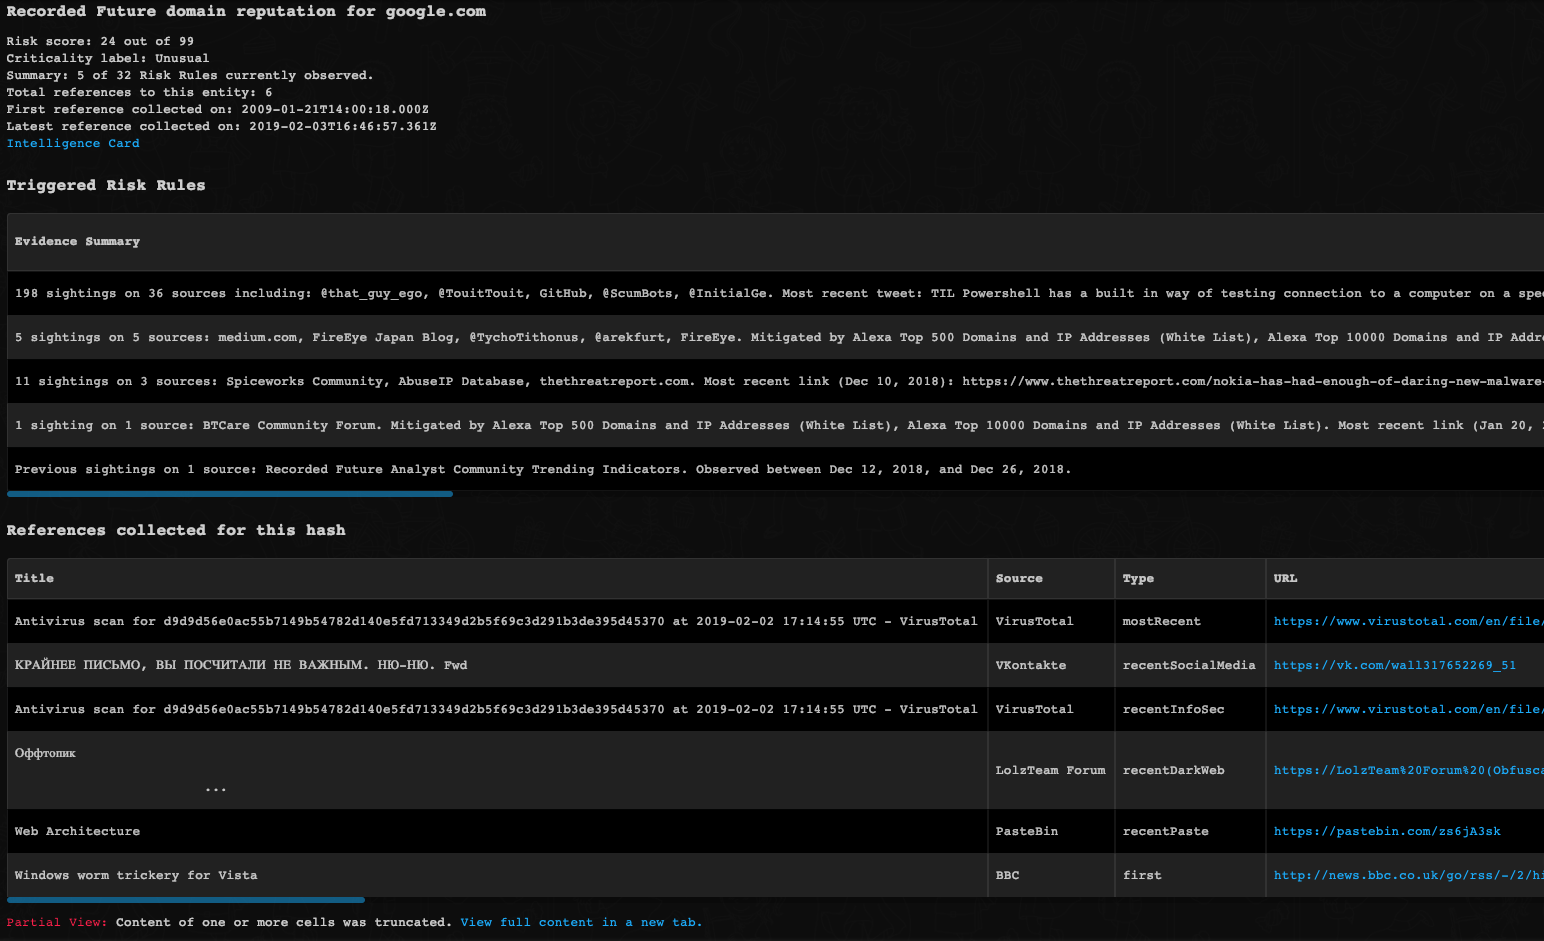 Recorded Future domain reputation for google.com
Risk score: 24 out of 99
Criticality label: Unusual
Summary: 5 of 32 Risk Rules currently observed.
Total references to this entity: 6
First reference collected on: 2009-01-21T14:00:18.000Z
Latest reference collected on: 2019-02-03T16:46:57.361Z
Intelligence Card
Triggered Risk Rules
Evidence Summary
198 sightings on 36 sources including: @that_guy_ego, @TouitTouit, GitHub, @ScumBots, @InitialGe. Most recent tweet: TIL Powershell has a built in way of testing connection to a computer on a spe
5 sightings on 5 sources: medium.com, FireEye Japan Blog, @TychoTithonus, @arekfurt, FireEye. Mitigated by Alexa Top 500 Domains and IP Addresses (White List), Alexa Top 10000 Domains and IP Addre
11 sightings on 3 sources: Spiceworks Community, AbuseIP Database, thethreatreport.com. Most recent link (Dec 10, 2018): https://www.thethreatreport.com/nokia-has-had-enough-of-daring-new-malware-
1 sighting on 1 source: BTCare Community Forum. Mitigated by Alexa Top 500 Domains and IP Addresses (White List), Alexa Top 10000 Domains and IP Addresses (White List). Most recent link (Jan 20,
Previous sightings on 1 source: Recorded Future Analyst Community Trending Indicators. Observed between Dec 12, 2018, and Dec 26, 2018.
References collected for this hash
Title Source Type URL
Antivirus scan for d9d9d56e0ac55b7149b54782d140e5fd713349d2b5f69c3d291b3de395d45370 at 2019-02-02 17:14:55 UTC - VirusTotal VirusTotal mostRecent https://www.virustotal.com/en/file/
КРАЙНЕЕ ПИСЬМО, ВЫ ПОСЧИТАЛИ НЕ ВАЖНЫМ. НЮ-НЮ. Fwd VKontakte recentSocialMedia https://vk.com/wall317652269_51
Antivirus scan for d9d9d56e0ac55b7149b54782d140e5fd713349d2b5f69c3d291b3de395d45370 at 2019-02-02 17:14:55 UTC - VirusTotal VirusTotal recentInfoSec https://www.virustotal.com/en/file/
Оффтопик
... LolzTeam Forum recentDarkWeb https://LolzTeam%20Forum%20(Obfusca
Web Architecture PasteBin recentPaste https://pastebin.com/zs6jA3sk
Windows worm trickery for Vista BBC first http://news.bbc.co.uk/go/rss/-/2/hi
Partial View: Content of one or more cells was truncated. View full content in a new tab.